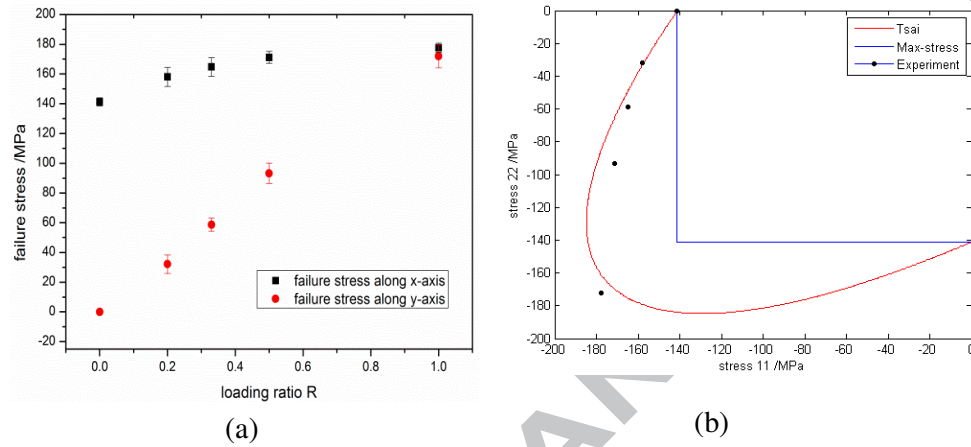 200
180
160
140
120
100
80
60
40
20
0
-20
failure stress /MPa
failure stress along x-axis
failure stress along y-axis
0.0 0.2 0.4 0.6 0.8 1.0
loading ratio R
(a)
0
-20
-40
-60
-80
-100
-120
-140
-160
-180
-200
stress 22 /MPa
Tsai
Max-stress
Experiment
-200 -180 -160 -140 -120 -100 -80 -60 -40 -20 0
stress 11 /MPa
(b)